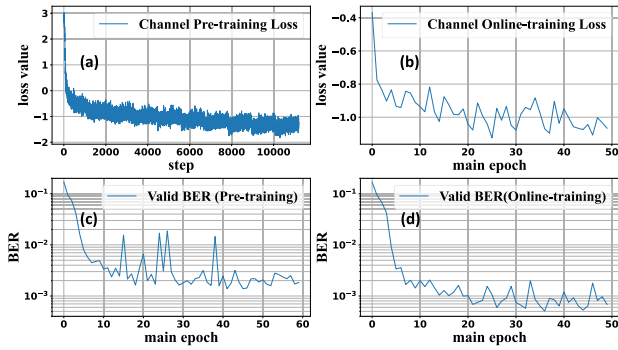 3
2
1
0
−1
−2
loss value
Channel Pre-training Loss
(a)
0
2000
4000
6000
8000
10000
step
−0.4
−0.6
−0.8
−1.0
loss value
Channel Online-training Loss
(b)
0
10
20
30
40
50
main epoch
10⁻¹
10⁻²
10⁻³
BER
Valid BER (Pre-training)
(c)
0
10
20
30
40
50
60
main epoch
10⁻¹
10⁻²
10⁻³
BER
Valid BER(Online-training)
(d)
0
10
20
30
40
50
main epoch